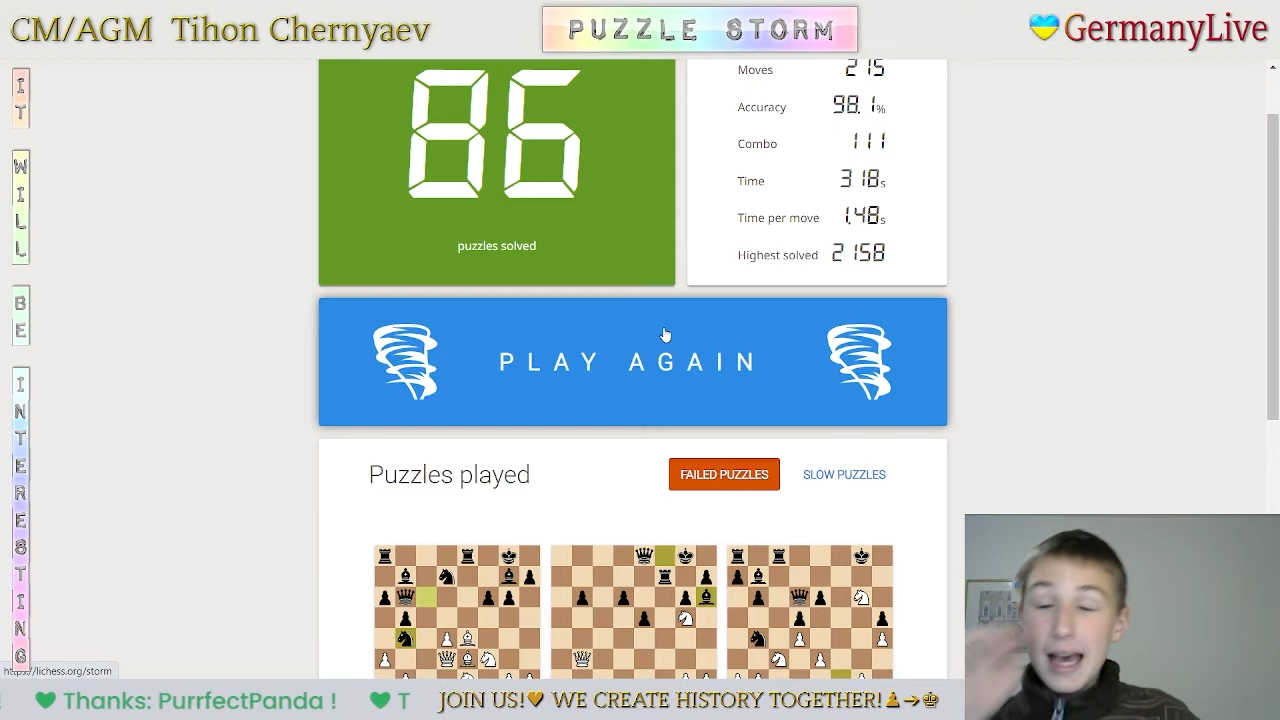 CM/AGM Tihon Chernyaev
PUZZLE STORM
GermanyLive
IT
WILL
BE
INTERESTING
86
puzzles solved
Moves 215
Accuracy 98.1%
Combo 111
Time 318s
Time per move 1.48s
Highest solved 2158
PLAY AGAIN
Puzzles played
FAILED PUZZLES
SLOW PUZZLES
https://lichess.org/storm
Thanks: PurrfectPanda !
T
JOIN US! WE CREATE HISTORY TOGETHER!